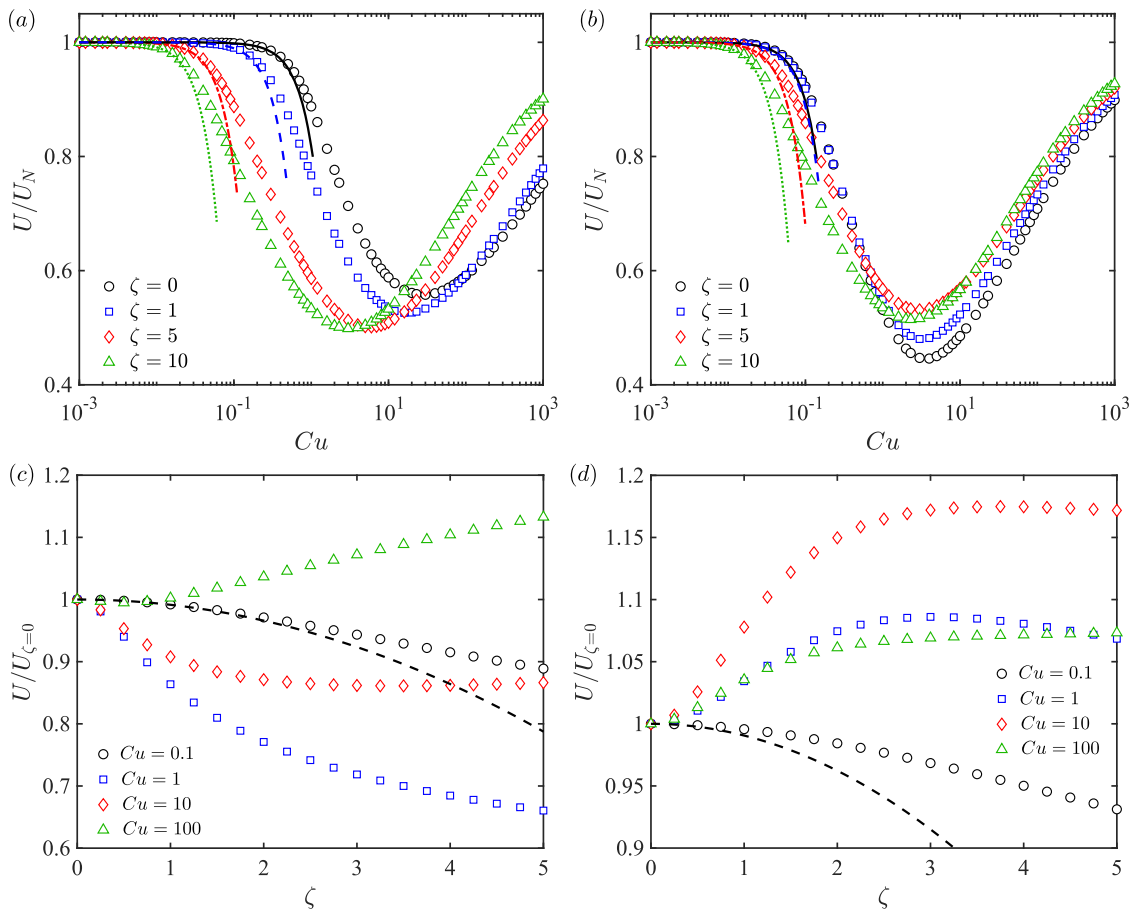 (a)
U/U_N
1
0.8
0.6
0.4
ζ = 0
ζ = 1
ζ = 5
ζ = 10
10^-3
10^-1
10^1
10^3
Cu
(b)
U/U_N
1
0.8
0.6
0.4
ζ = 0
ζ = 1
ζ = 5
ζ = 10
10^-3
10^-1
10^1
10^3
Cu
(c)
U/U_ζ=0
1.2
1.1
1
0.9
0.8
0.7
0.6
Cu = 0.1
Cu = 1
Cu = 10
Cu = 100
0 1 2 3 4 5
ζ
(d)
U/U_ζ=0
1.2
1.15
1.1
1.05
1
0.95
0.9
Cu = 0.1
Cu = 1
Cu = 10
Cu = 100
0 1 2 3 4 5
ζ